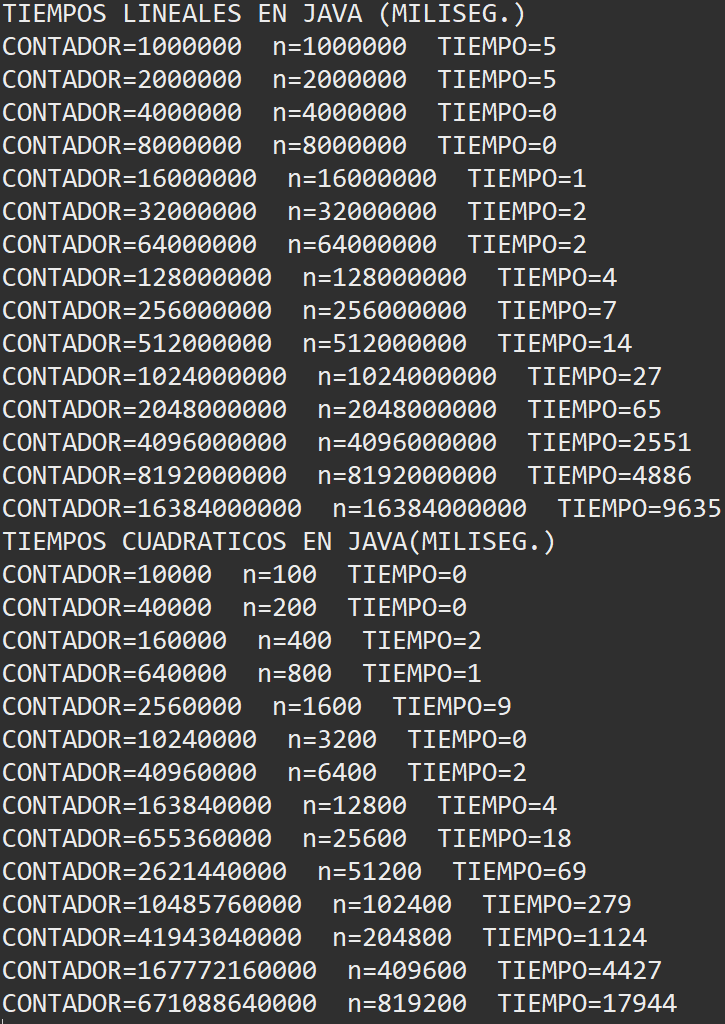 TIEMPOS LINEALES EN JAVA (MILISEG.)
CONTADOR=1000000  n=1000000  TIEMPO=5
CONTADOR=2000000  n=2000000  TIEMPO=5
CONTADOR=4000000  n=4000000  TIEMPO=0
CONTADOR=8000000  n=8000000  TIEMPO=0
CONTADOR=16000000  n=16000000  TIEMPO=1
CONTADOR=32000000  n=32000000  TIEMPO=2
CONTADOR=64000000  n=64000000  TIEMPO=2
CONTADOR=128000000  n=128000000  TIEMPO=4
CONTADOR=256000000  n=256000000  TIEMPO=7
CONTADOR=512000000  n=512000000  TIEMPO=14
CONTADOR=1024000000  n=1024000000  TIEMPO=27
CONTADOR=2048000000  n=2048000000  TIEMPO=65
CONTADOR=4096000000  n=4096000000  TIEMPO=2551
CONTADOR=8192000000  n=8192000000  TIEMPO=4886
CONTADOR=16384000000  n=16384000000  TIEMPO=9635
TIEMPOS CUADRATICOS EN JAVA(MILISEG.)
CONTADOR=10000  n=100  TIEMPO=0
CONTADOR=40000  n=200  TIEMPO=0
CONTADOR=160000  n=400  TIEMPO=2
CONTADOR=640000  n=800  TIEMPO=1
CONTADOR=2560000  n=1600  TIEMPO=9
CONTADOR=10240000  n=3200  TIEMPO=0
CONTADOR=40960000  n=6400  TIEMPO=2
CONTADOR=163840000  n=12800  TIEMPO=4
CONTADOR=655360000  n=25600  TIEMPO=18
CONTADOR=2621440000  n=51200  TIEMPO=69
CONTADOR=10485760000  n=102400  TIEMPO=279
CONTADOR=41943040000  n=204800  TIEMPO=1124
CONTADOR=167772160000  n=409600  TIEMPO=4427
CONTADOR=671088640000  n=819200  TIEMPO=17944